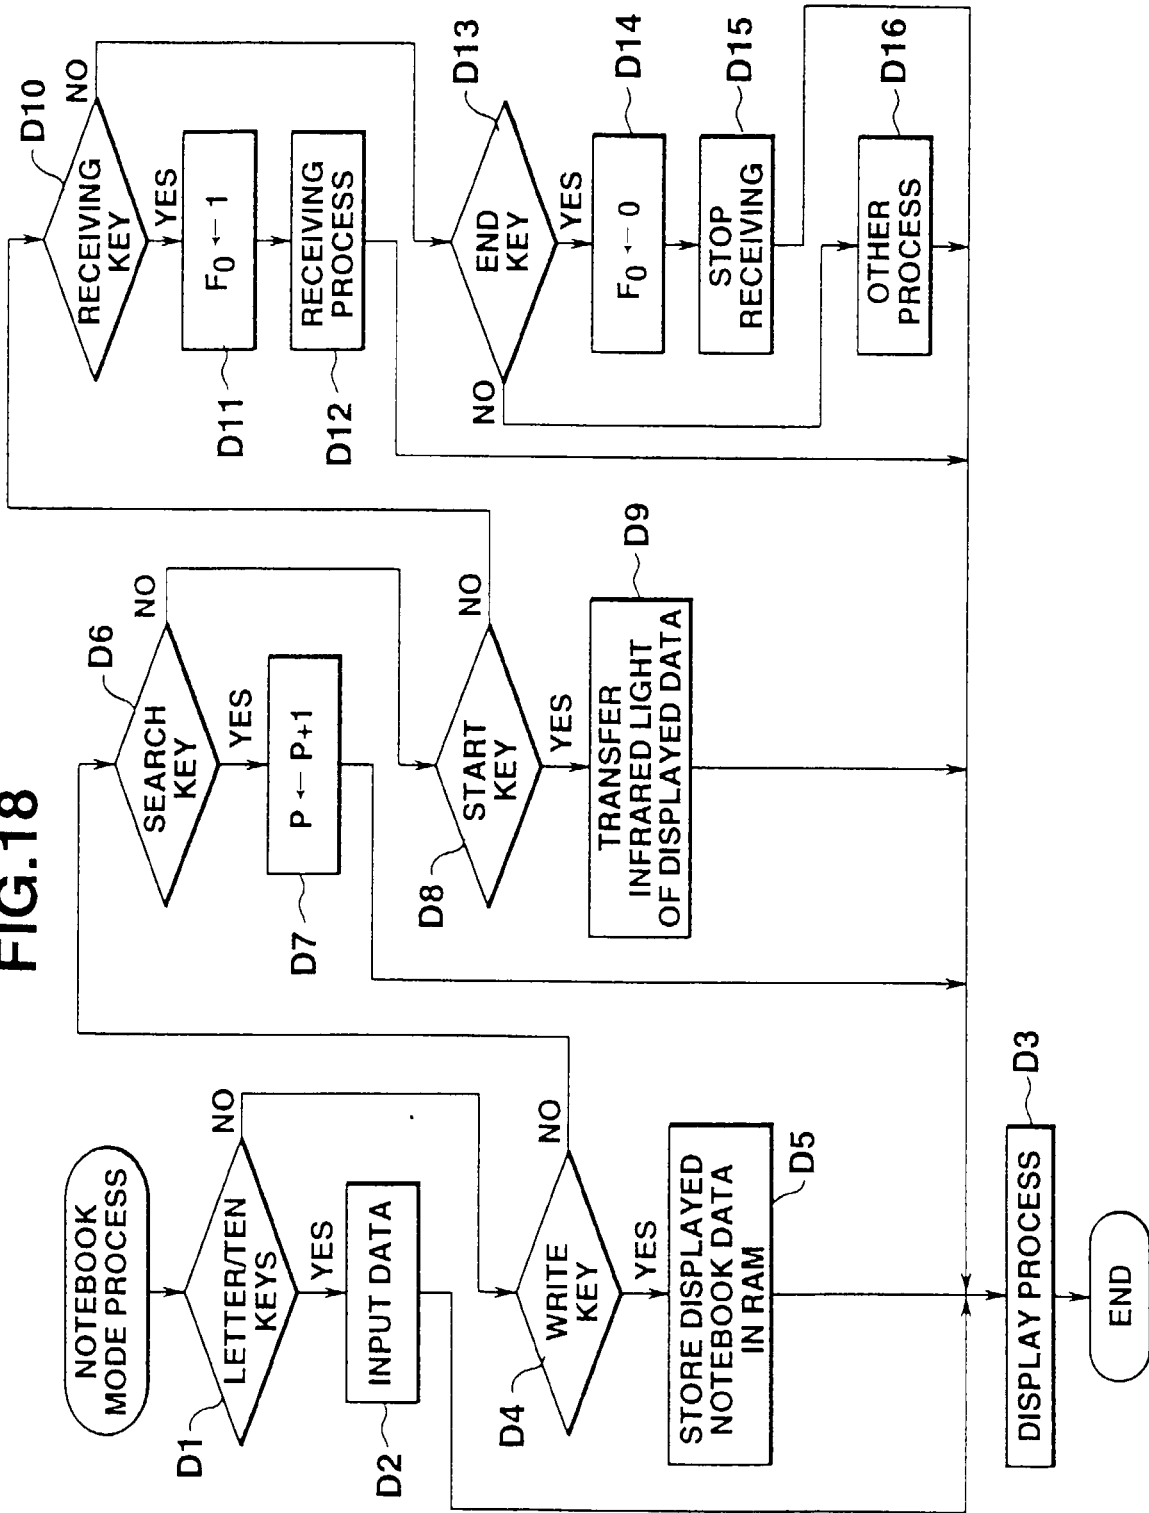 FIG.18
NOTEBOOK
MODE PROCESS
D1
LETTER/TEN
KEYS
NO
YES
D2
INPUT DATA
D4
WRITE
KEY
NO
YES
STORE DISPLAYED
NOTEBOOK DATA
IN RAM
D5
DISPLAY PROCESS
D3
END
D6
SEARCH
KEY
NO
YES
D7
P ← P+1
D8
START
KEY
NO
YES
D9
TRANSFER
INFRARED LIGHT
OF DISPLAYED DATA
D10
RECEIVING
KEY
NO
YES
D11
F0 ← 1
D12
RECEIVING
PROCESS
D13
END
KEY
NO
YES
D14
F0 ← 0
D15
STOP
RECEIVING
D16
OTHER
PROCESS